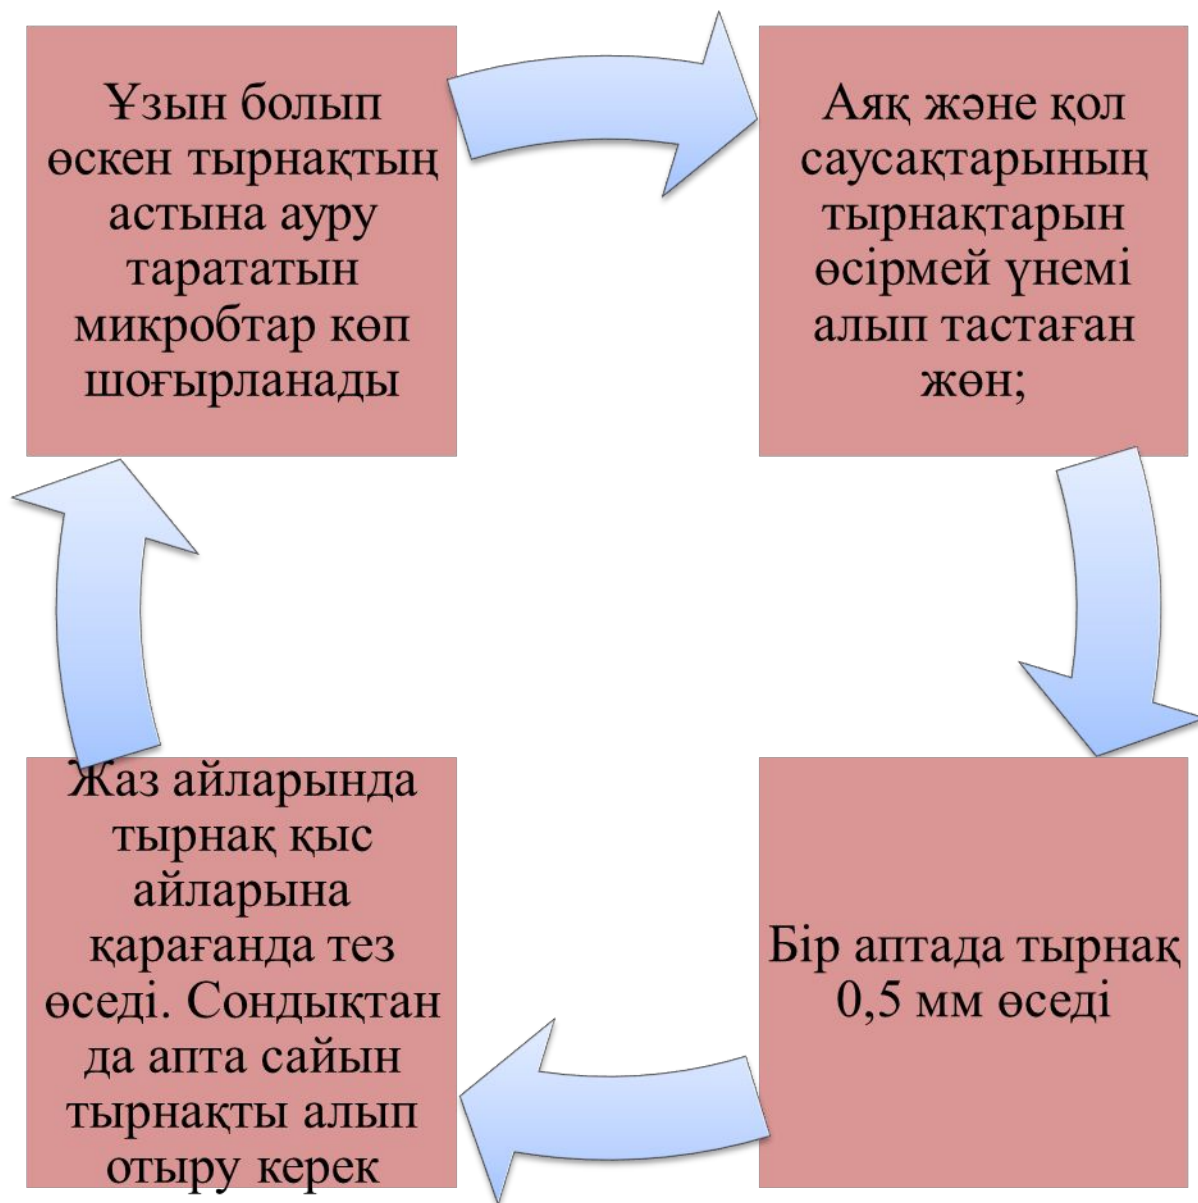 Ұзын болып
өскен тырнақтың
астына ауру
тарататын
микробтар көп
шоғырланады
Аяқ және қол
саусақтарының
тырнақтарын
өсірмей үнемі
алып тастаған
жөн;
Бір аптада тырнақ
0,5 мм өседі
Жаз айларында
тырнақ қыс
айларына
қарағанда тез
өседі. Сондықтан
да апта сайын
тырнақты алып
отыру керек